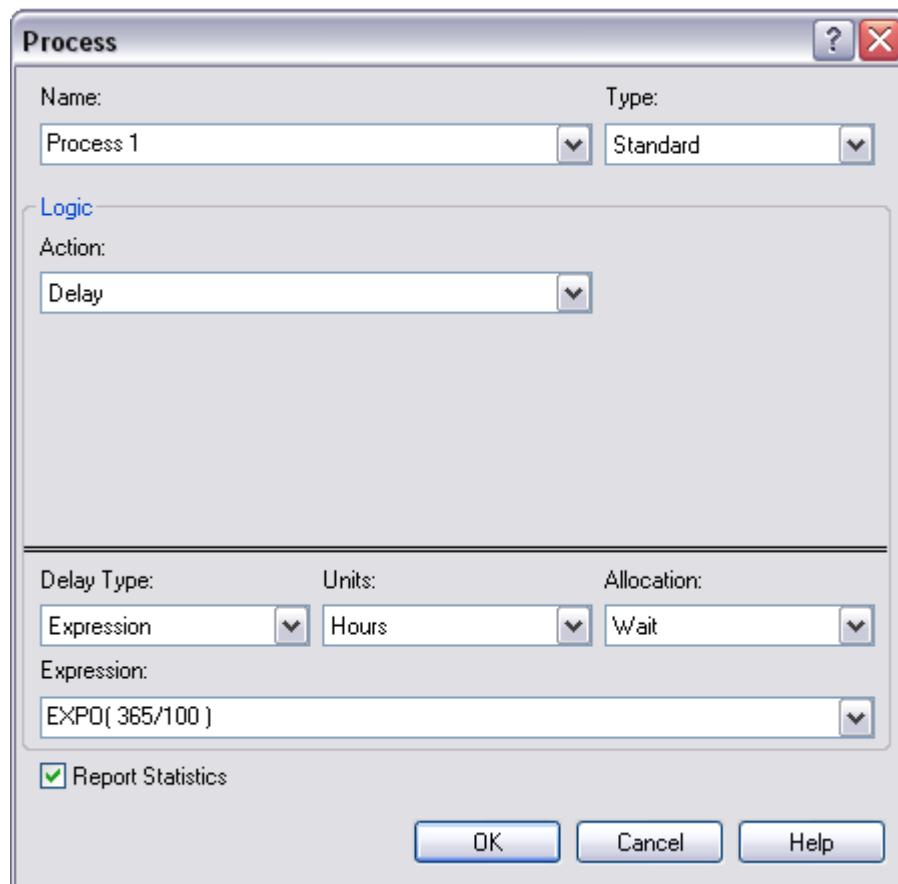 Process
Name: Type:
Process 1 Standard
Logic
Action:
Delay
Delay Type: Units: Allocation:
Expression Hours Wait
Expression:
EXPO( 365/100 )
Report Statistics
OK Cancel Help